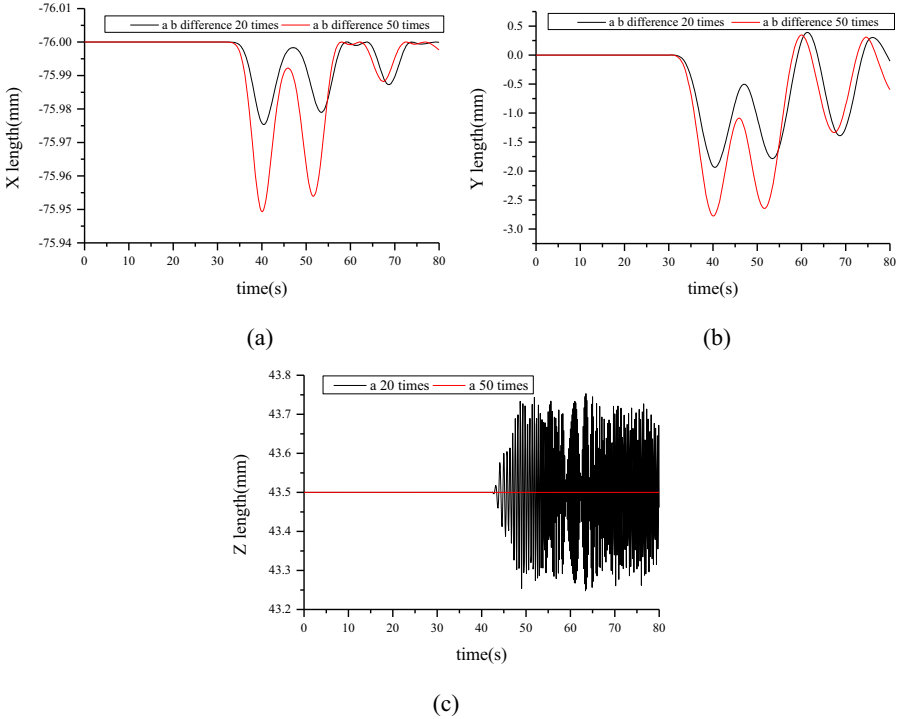 a b difference 20 times a b difference 50 times
-76.01
-76.00
-75.99
-75.98
-75.97
-75.96
-75.95
-75.94
X length(mm)
0 10 20 30 40 50 60 70 80
time(s)
(a)
a b difference 20 times a b difference 50 times
0.5
0.0
-0.5
-1.0
-1.5
-2.0
-2.5
-3.0
Y length(mm)
0 10 20 30 40 50 60 70 80
time(s)
(b)
a 20 times a 50 times
43.8
43.7
43.6
43.5
43.4
43.3
43.2
Z length(mm)
0 10 20 30 40 50 60 70 80
time(s)
(c)